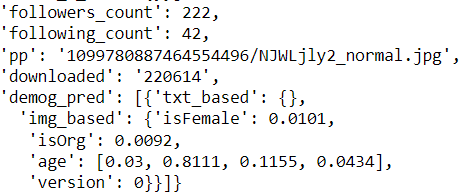 'followers_count': 222,
'following_count': 42,
'pp': '1099780887464554496/NJWLjly2_normal.jpg',
'downloaded': '220614',
'demog_pred': [{'txt_based': {},
'img_based': {'isFemale': 0.0101,
'isOrg': 0.0092,
'age': [0.03, 0.8111, 0.1155, 0.0434],
'version': 0}}]}